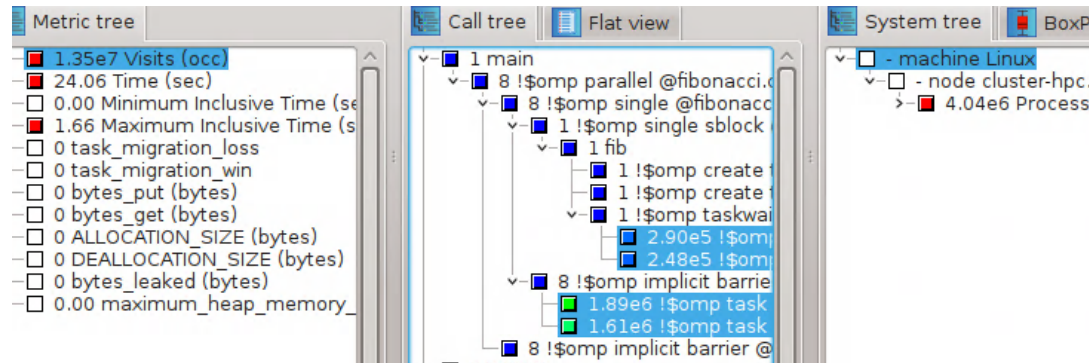 Metric tree
1.35e7 Visits (occ)
24.06 Time (sec)
0.00 Minimum Inclusive Time (se
1.66 Maximum Inclusive Time (s
0 task_migration_loss
0 task_migration_win
0 bytes_put (bytes)
0 bytes_get (bytes)
0 ALLOCATION_SIZE (bytes)
0 DEALLOCATION_SIZE (bytes)
0 bytes_leaked (bytes)
0.00 maximum_heap_memory_
Call tree
Flat view
1 main
8 !$omp parallel @fibonacci.c
8 !$omp single @fibonacc
1 !$omp single sblock
1 fib
1 !$omp create t
1 !$omp create t
1 !$omp taskwai
2.90e5 !$omp
2.48e5 !$omp
8 !$omp implicit barrie
1.89e6 !$omp task
1.61e6 !$omp task
8 !$omp implicit barrier @
System tree
BoxP
- machine Linux
- node cluster-hpc.
4.04e6 Process